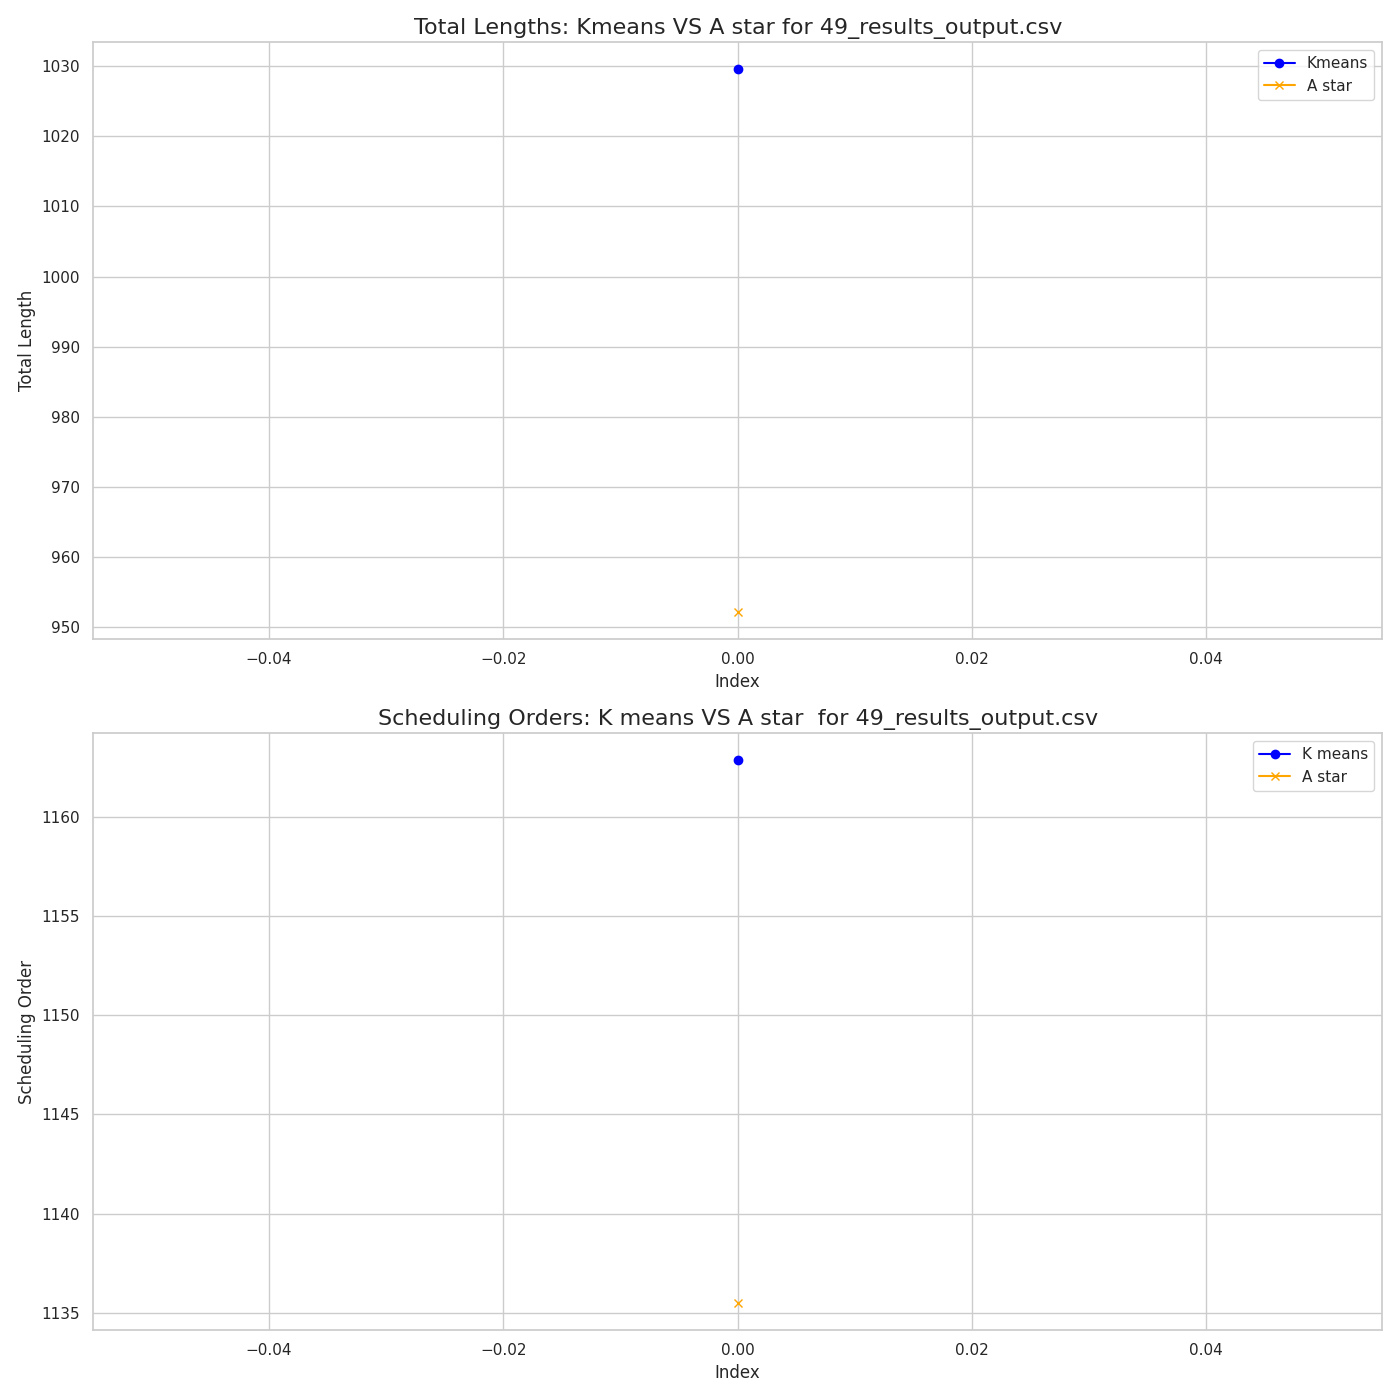 Total Lengths: Kmeans VS A star for 49_results_output.csv
Kmeans
A star
1030
1020
1010
1000
990
980
970
960
950
Total Length
−0.04 −0.02 0.00 0.02 0.04
Index
Scheduling Orders: K means VS A star  for 49_results_output.csv
K means
A star
1160
1155
1150
1145
1140
1135
Scheduling Order
−0.04 −0.02 0.00 0.02 0.04
Index